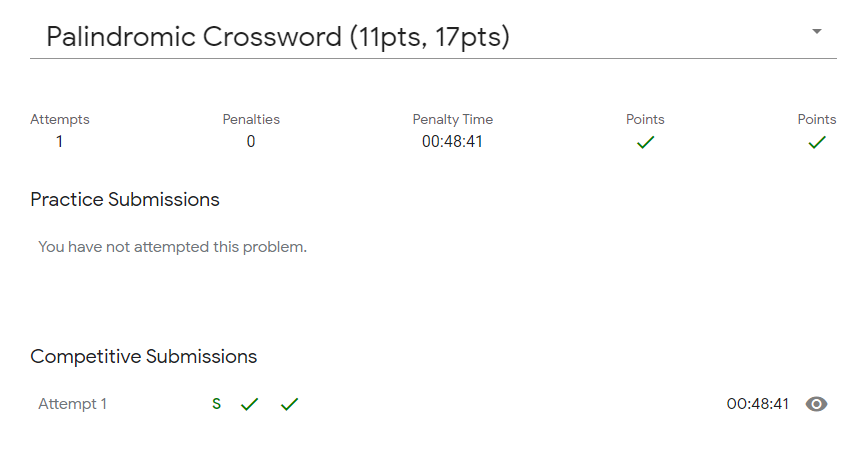 Palindromic Crossword (11pts, 17pts)
Attempts Penalties Penalty Time Points Points
1 0 00:48:41
Practice Submissions
You have not attempted this problem.
Competitive Submissions
Attempt 1 S 00:48:41